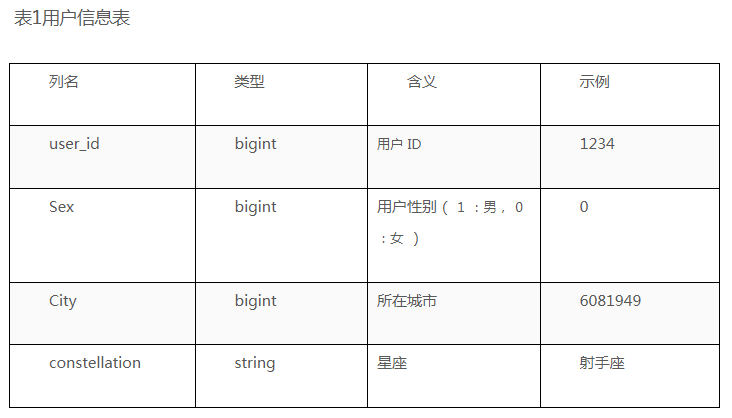 表1用户信息表
列名 类型 含义 示例
user_id bigint 用户 ID 1234
Sex bigint 用户性别（ 1 ：男， 0 0
：女 ）
City bigint 所在城市 6081949
constellation string 星座 射手座